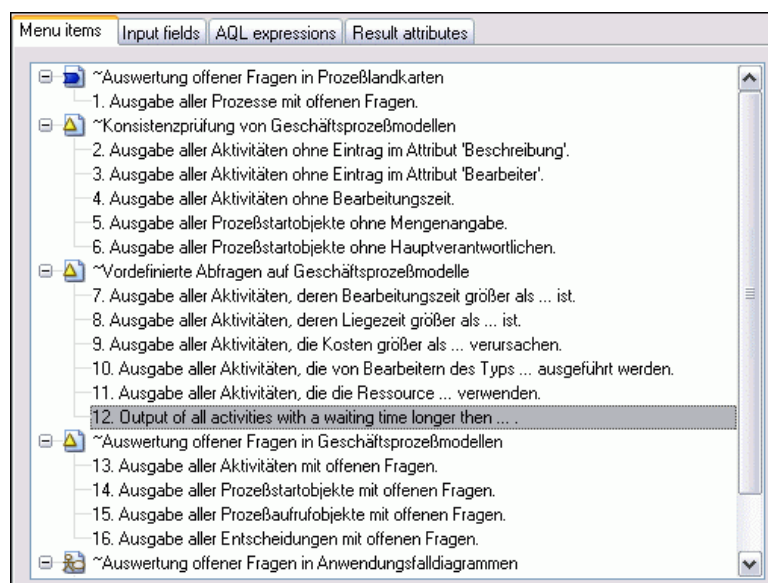 Menu items Input fields AQL expressions Result attributes
~Auswertung offener Fragen in Prozeßlandkarten
1. Ausgabe aller Prozesse mit offenen Fragen.
~Konsistenzprüfung von Geschäftsprozeßmodellen
2. Ausgabe aller Aktivitäten ohne Eintrag im Attribut 'Beschreibung'.
3. Ausgabe aller Aktivitäten ohne Eintrag im Attribut 'Bearbeiter'.
4. Ausgabe aller Aktivitäten ohne Bearbeitungszeit.
5. Ausgabe aller Prozeßstartobjekte ohne Mengenangabe.
6. Ausgabe aller Prozeßstartobjekte ohne Hauptverantwortlichen.
~Vordefinierte Abfragen auf Geschäftsprozeßmodelle
7. Ausgabe aller Aktivitäten, deren Bearbeitungszeit größer als ... ist.
8. Ausgabe aller Aktivitäten, deren Liegezeit größer als ... ist.
9. Ausgabe aller Aktivitäten, die Kosten größer als ... verursachen.
10. Ausgabe aller Aktivitäten, die von Bearbeitern des Typs ... ausgeführt werden.
11. Ausgabe aller Aktivitäten, die die Ressource ... verwenden.
12. Output of all activities with a waiting time longer then ... .
~Auswertung offener Fragen in Geschäftsprozeßmodellen
13. Ausgabe aller Aktivitäten mit offenen Fragen.
14. Ausgabe aller Prozeßstartobjekte mit offenen Fragen.
15. Ausgabe aller Prozeßaufrufobjekte mit offenen Fragen.
16. Ausgabe aller Entscheidungen mit offenen Fragen.
~Auswertung offener Fragen in Anwendungsfalldiagrammen